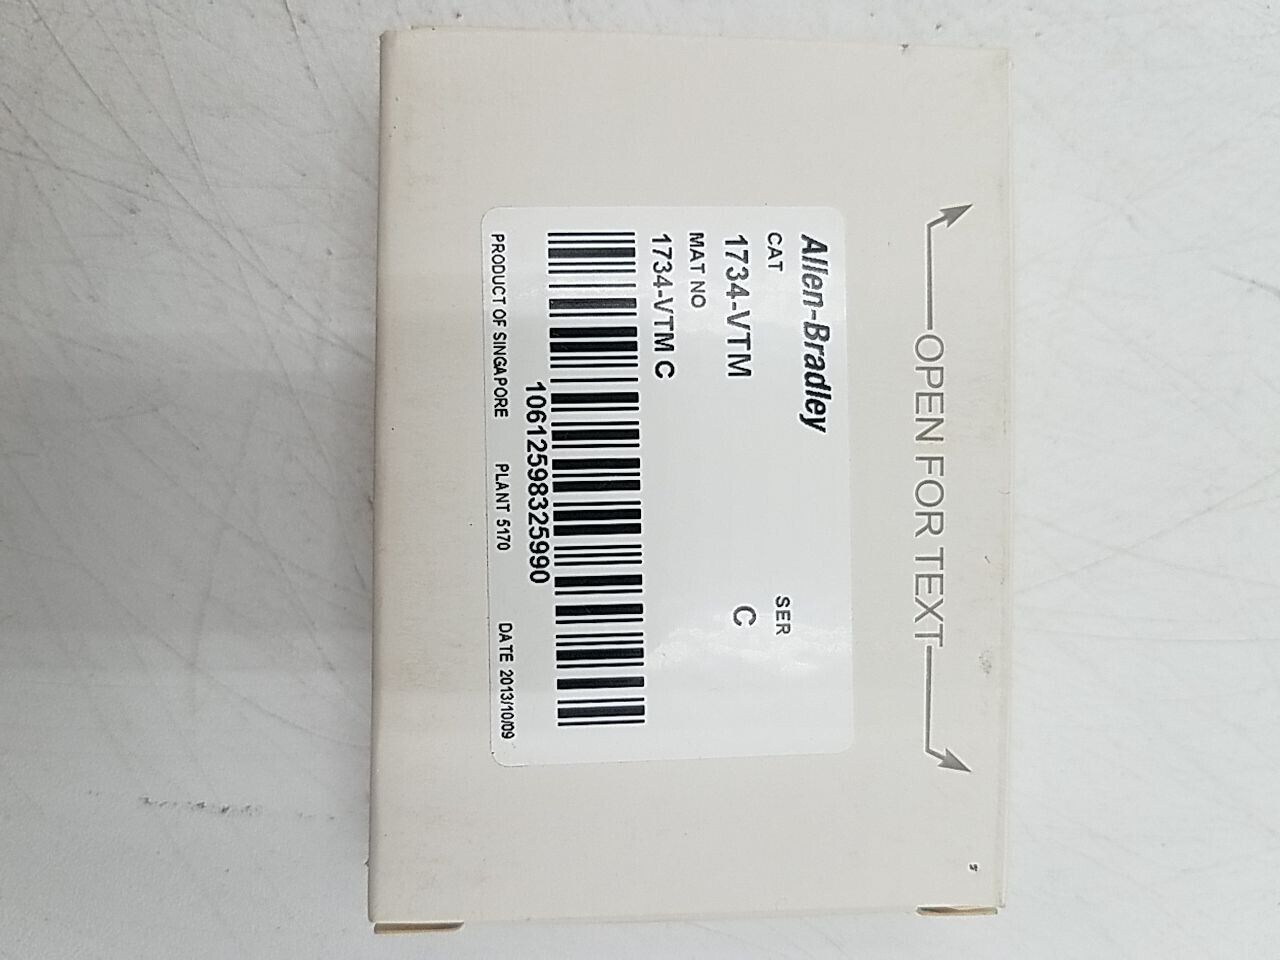 OPEN FOR TEXT
Allen-Bradley
CAT SER
1734-VTM C
MAT NO
1734-VTM C
10612598325990
PRODUCT OF SINGAPORE PLANT 5170 DATE 2013/10/09